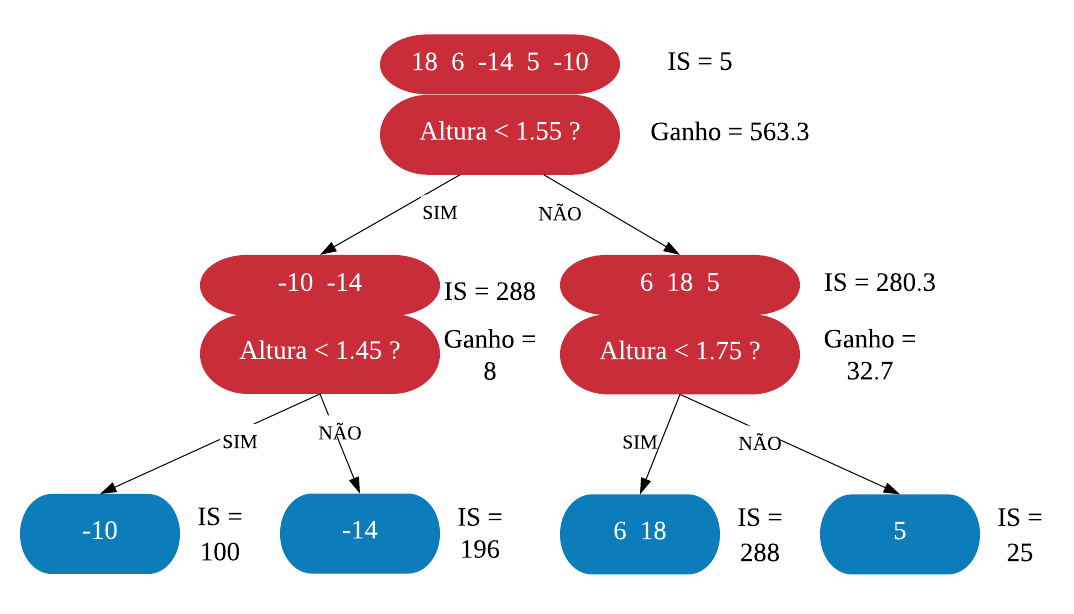 18 6 -14 5 -10
IS = 5
Altura < 1.55 ?
Ganho = 563.3
SIM
NÃO
-10 -14
IS = 288
6 18 5
IS = 280.3
Altura < 1.45 ?
Ganho =
8
Altura < 1.75 ?
Ganho =
32.7
SIM
NÃO
SIM
NÃO
-10
IS =
100
-14
IS =
196
6 18
IS =
288
5
IS =
25